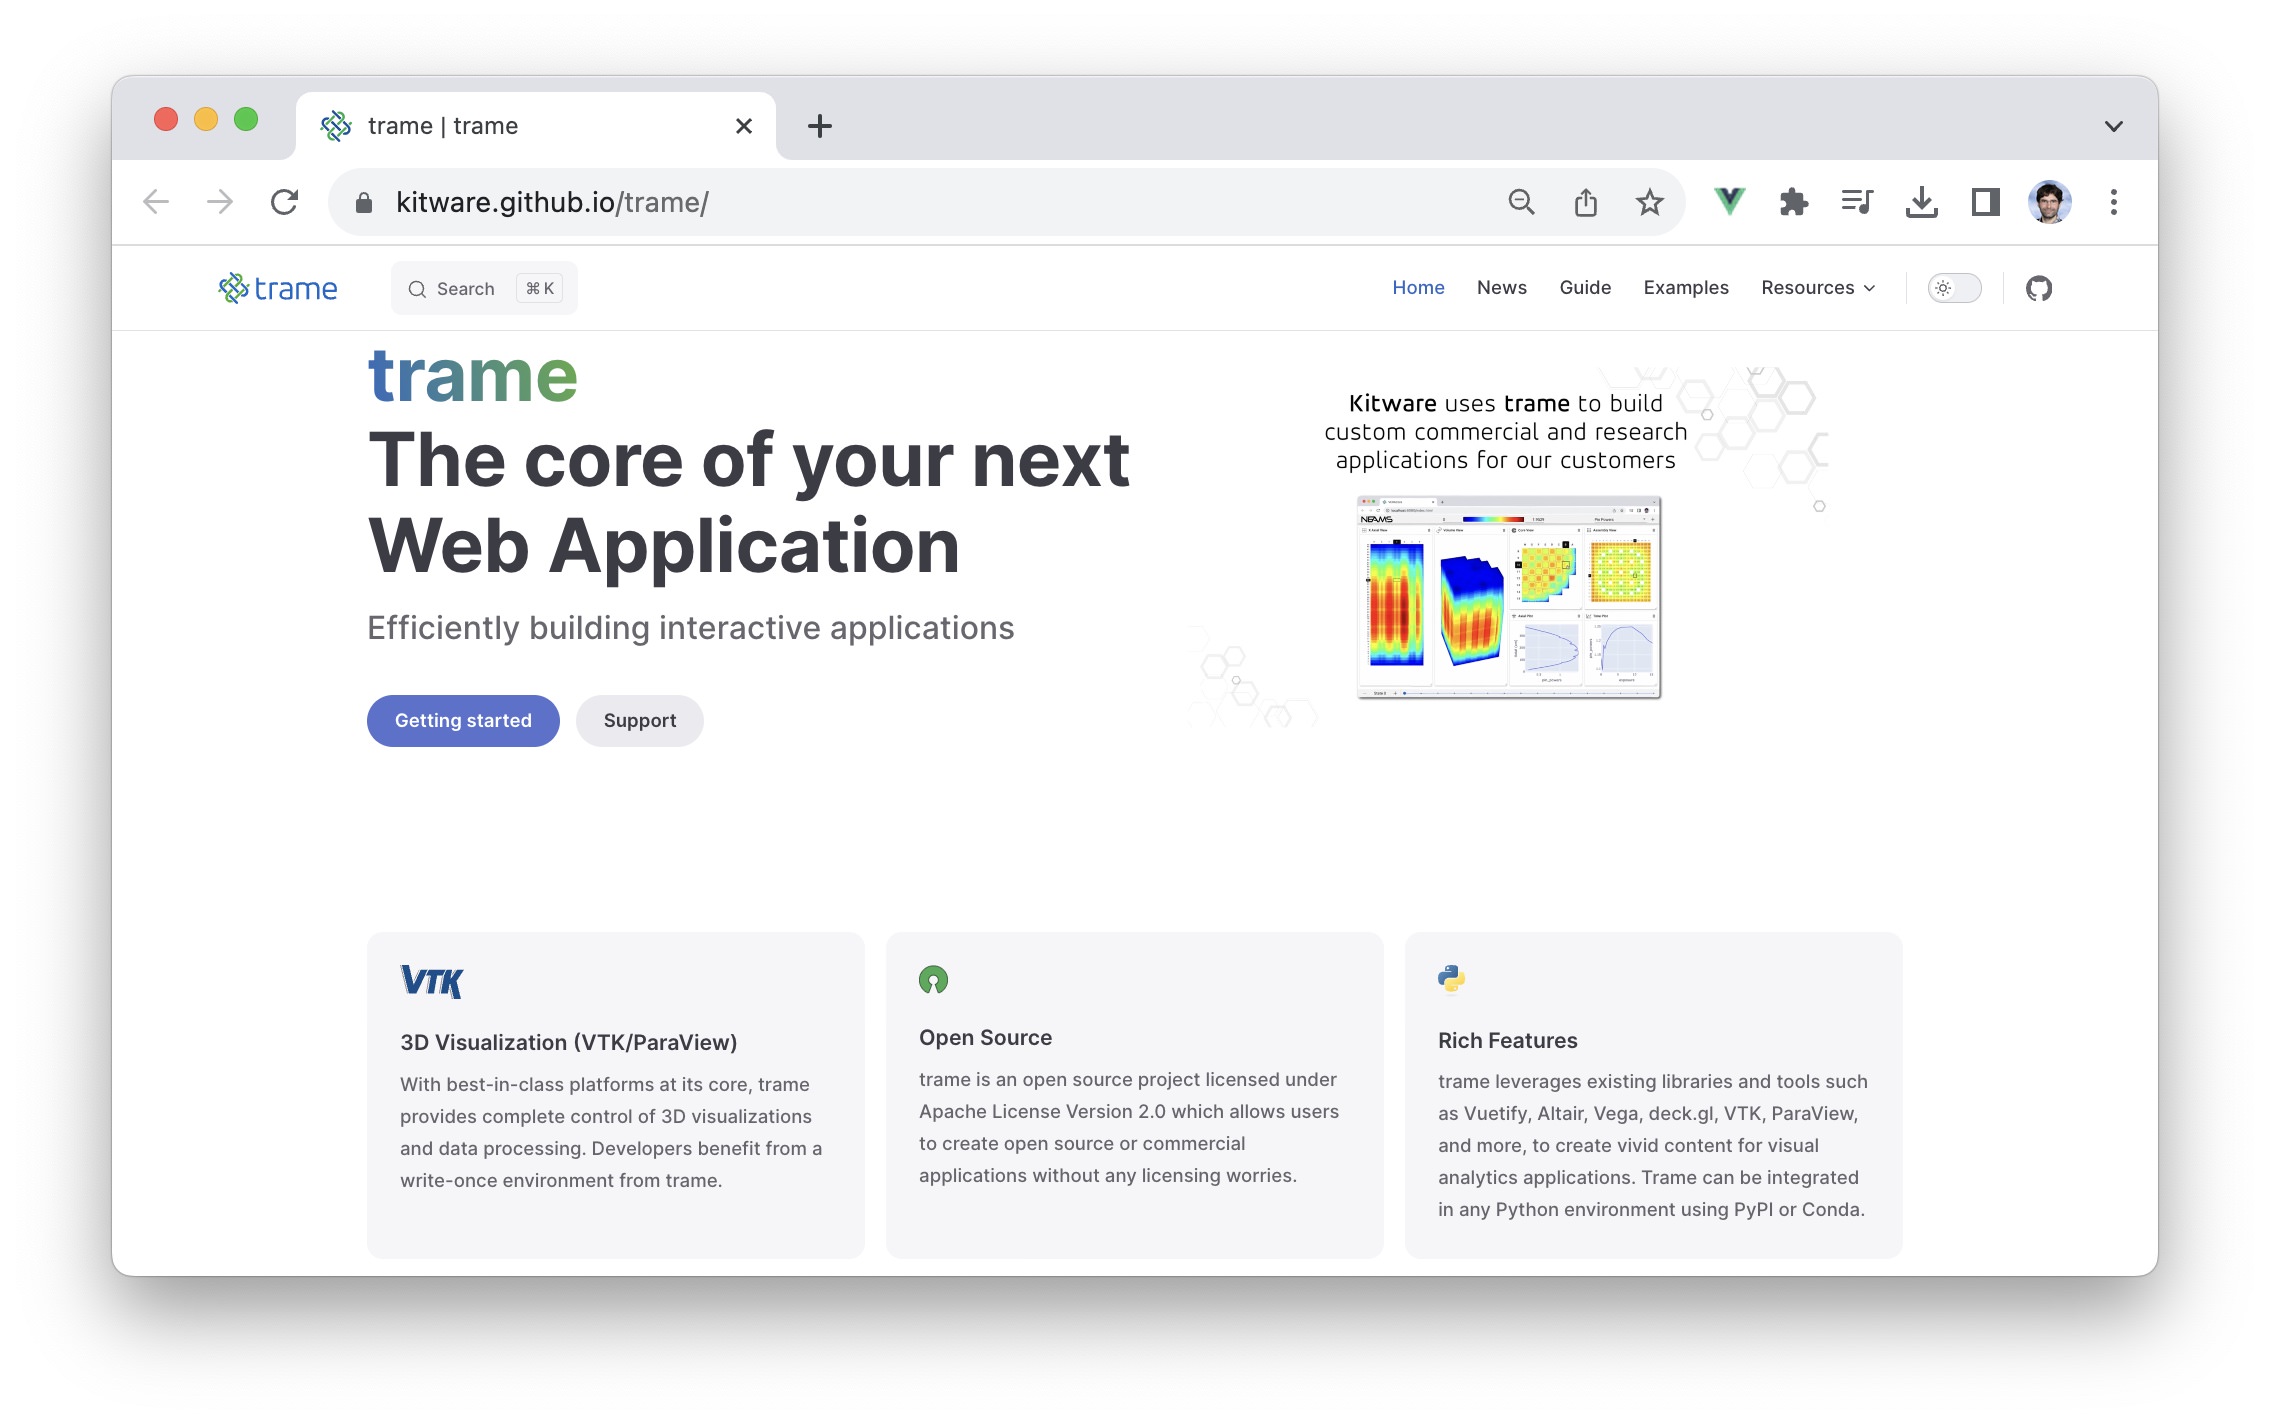 trame | trame
kitware.github.io/trame/
trame
Search ⌘ K
Home News Guide Examples Resources
trame
The core of your next
Web Application
Efficiently building interactive applications
Getting started Support
Kitware uses trame to build
custom commercial and research
applications for our customers
NEAMS
VTK
3D Visualization (VTK/ParaView)
With best-in-class platforms at its core, trame
provides complete control of 3D visualizations
and data processing. Developers benefit from a
write-once environment from trame.
Open Source
trame is an open source project licensed under
Apache License Version 2.0 which allows users
to create open source or commercial
applications without any licensing worries.
Rich Features
trame leverages existing libraries and tools such
as Vuetify, Altair, Vega, deck.gl, VTK, ParaView,
and more, to create vivid content for visual
analytics applications. Trame can be integrated
in any Python environment using PyPI or Conda.